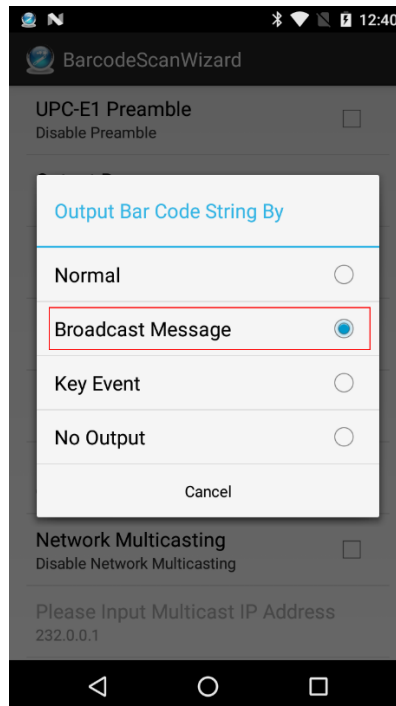 12:40
BarcodeScanWizard
UPC-E1 Preamble
Disable Preamble
Output Bar Code String By
Normal
Broadcast Message
Key Event
No Output
Cancel
Network Multicasting
Disable Network Multicasting
Please Input Multicast IP Address
232.0.0.1